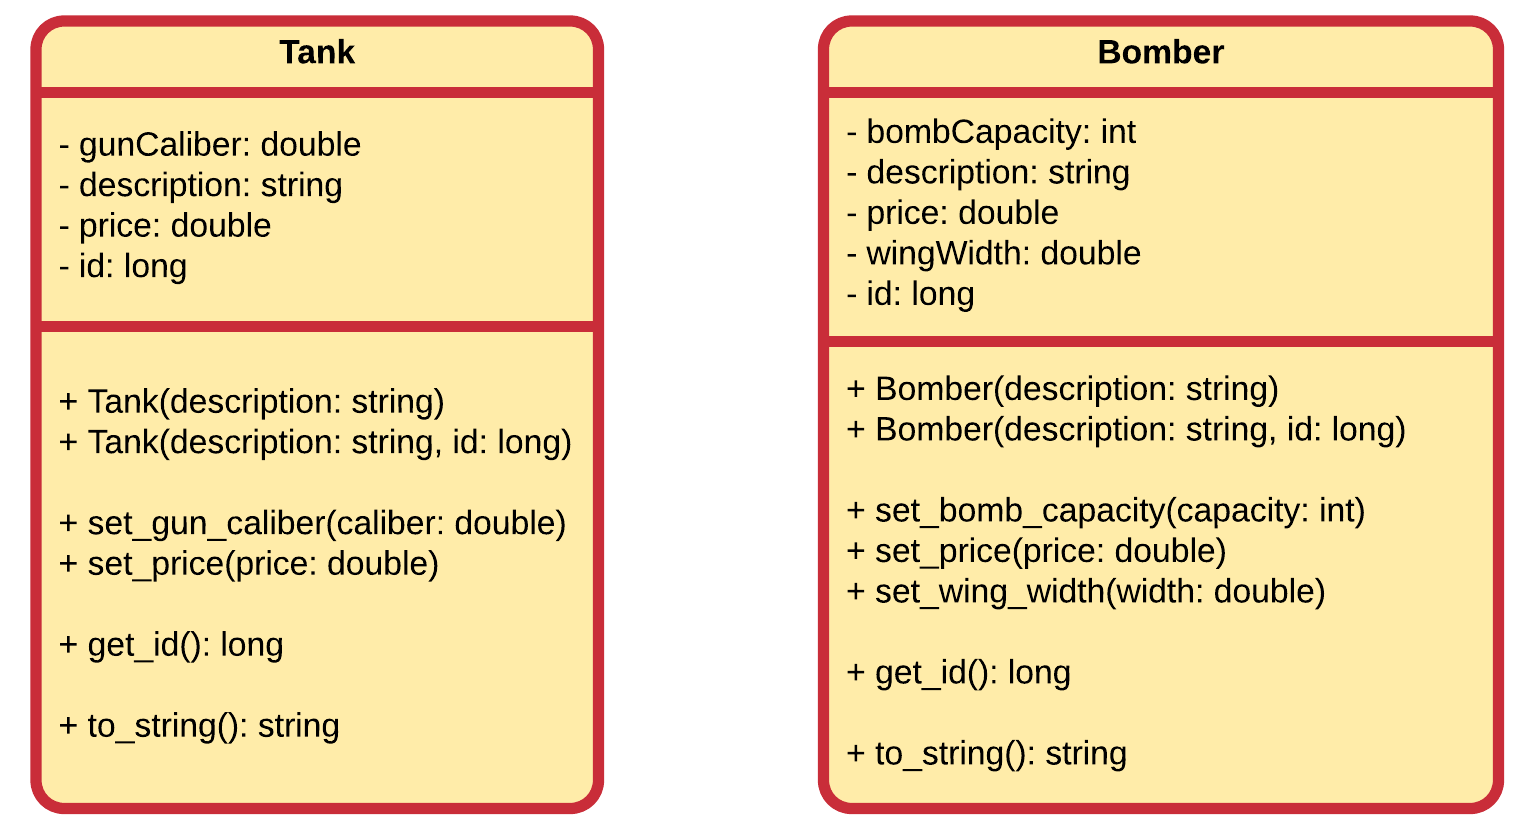 Tank
- gunCaliber: double
- description: string
- price: double
- id: long
+ Tank(description: string)
+ Tank(description: string, id: long)
+ set_gun_caliber(caliber: double)
+ set_price(price: double)
+ get_id(): long
+ to_string(): string
Bomber
- bombCapacity: int
- description: string
- price: double
- wingWidth: double
- id: long
+ Bomber(description: string)
+ Bomber(description: string, id: long)
+ set_bomb_capacity(capacity: int)
+ set_price(price: double)
+ set_wing_width(width: double)
+ get_id(): long
+ to_string(): string